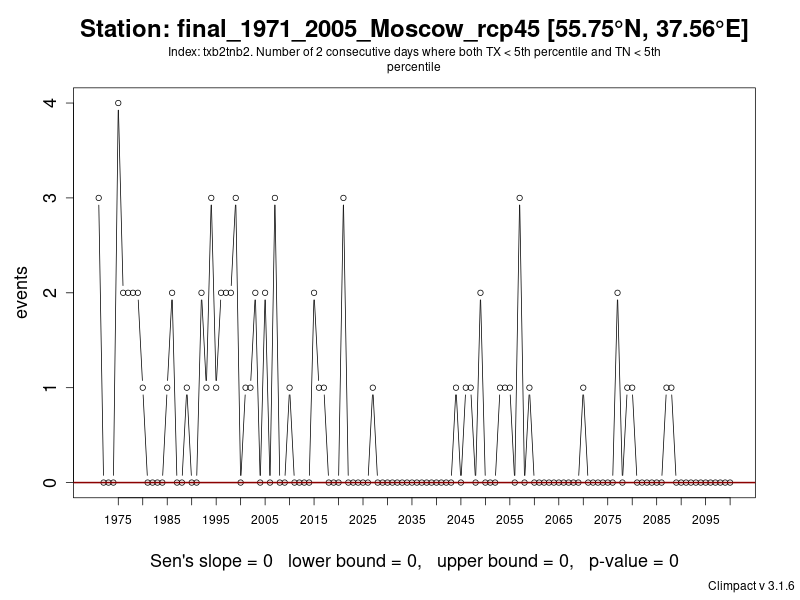 Station: final_1971_2005_Moscow_rcp45 [55.75°N, 37.56°E]
Index: txb2tnb2. Number of 2 consecutive days where both TX < 5th percentile and TN < 5th
percentile
4
3
2
1
0
events
1975 1985 1995 2005 2015 2025 2035 2045 2055 2065 2075 2085 2095
Sen's slope = 0 lower bound = 0, upper bound = 0, p-value = 0
Climpact v 3.1.6